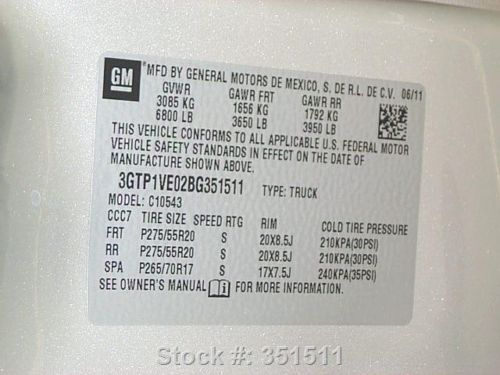 GM
MFD BY GENERAL MOTORS DE MEXICO, S. DE R.L. DE C.V. 06/11
GVWR GAWR FRT GAWR RR
3085 KG 1656 KG 1792 KG
6800 LB 3650 LB 3950 LB
THIS VEHICLE CONFORMS TO ALL APPLICABLE U.S. FEDERAL MOTOR
VEHICLE SAFETY STANDARDS IN EFFECT ON THE DATE OF
MANUFACTURE SHOWN ABOVE.
3GTP1VE02BG351511 TYPE: TRUCK
MODEL: C10543
CCC7 TIRE SIZE SPEED RTG RIM COLD TIRE PRESSURE
FRT P275/55R20 S 20X8.5J 210KPA(30PSI)
RR P275/55R20 S 20X8.5J 210KPA(30PSI)
SPA P265/70R17 S 17X7.5J 240KPA(35PSI)
SEE OWNER'S MANUAL FOR MORE INFORMATION.
Stock #: 351511